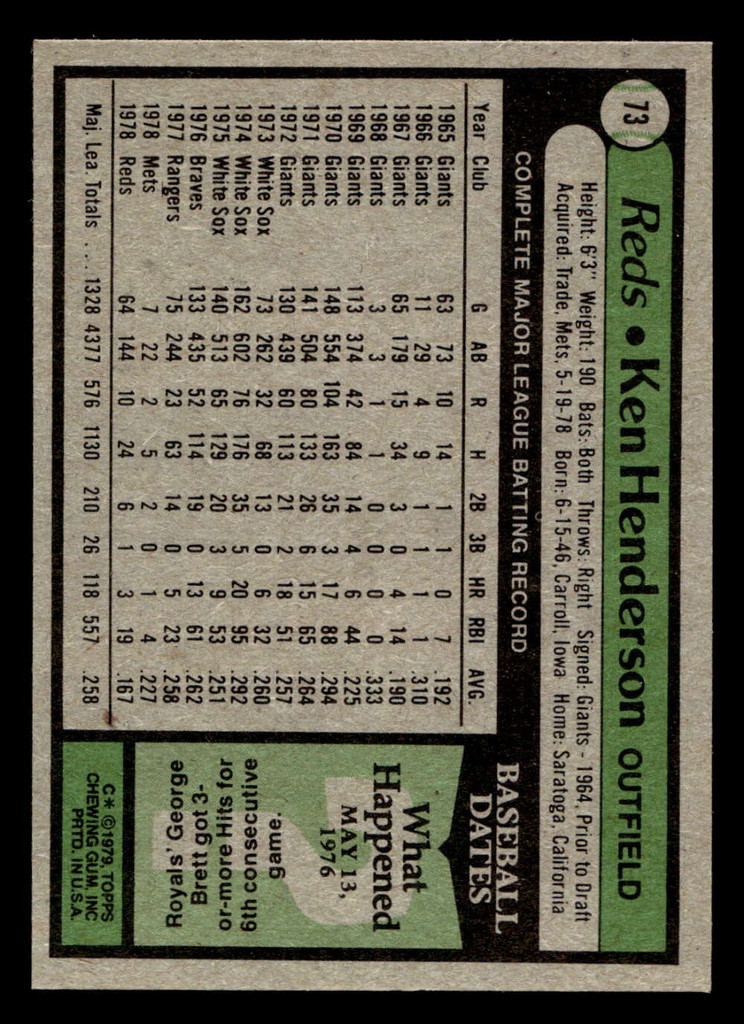 73
Reds • Ken Henderson OUTFIELD
Height: 6'3" Weight: 190 Bats: Both Throws: Right Signed: Giants - 1964, Prior to Draft
Acquired: Trade, Mets, 5-19-78 Born: 6-15-46, Carroll, Iowa Home: Saratoga, California
COMPLETE MAJOR LEAGUE BATTING RECORD
Year Club G AB R H 2B 3B HR RBI AVG.
1965 Giants 63 73 10 14 1 1 0 7 .192
1966 Giants 11 29 4 9 1 1 1 1 .310
1967 Giants 65 179 15 34 3 0 4 14 .190
1968 Giants 3 3 1 1 0 0 0 0 .333
1969 Giants 113 374 42 84 14 4 6 44 .225
1970 Giants 148 554 104 163 35 3 17 88 .294
1971 Giants 141 504 80 133 26 6 15 65 .264
1972 Giants 130 439 60 113 21 2 18 51 .257
1973 White Sox 73 262 32 68 13 0 6 32 .260
1974 White Sox 162 602 76 176 35 5 20 95 .292
1975 White Sox 140 513 65 129 20 3 9 53 .251
1976 Braves 133 435 52 114 19 0 13 61 .262
1977 Rangers 75 244 23 63 14 0 5 23 .258
1978 Mets 7 22 2 5 2 0 1 4 .227
1978 Reds 64 144 10 24 6 1 3 19 .167
Maj. Lea. Totals . . . 1328 4377 576 1130 210 26 118 557 .258
BASEBALL
DATES
What
Happened
MAY 13,
1976
Royals' George
Brett got 3-
or-more Hits for
6th consecutive
game.
C* © 1979, TOPPS
CHEWING GUM, INC
PRTD. IN U.S.A.